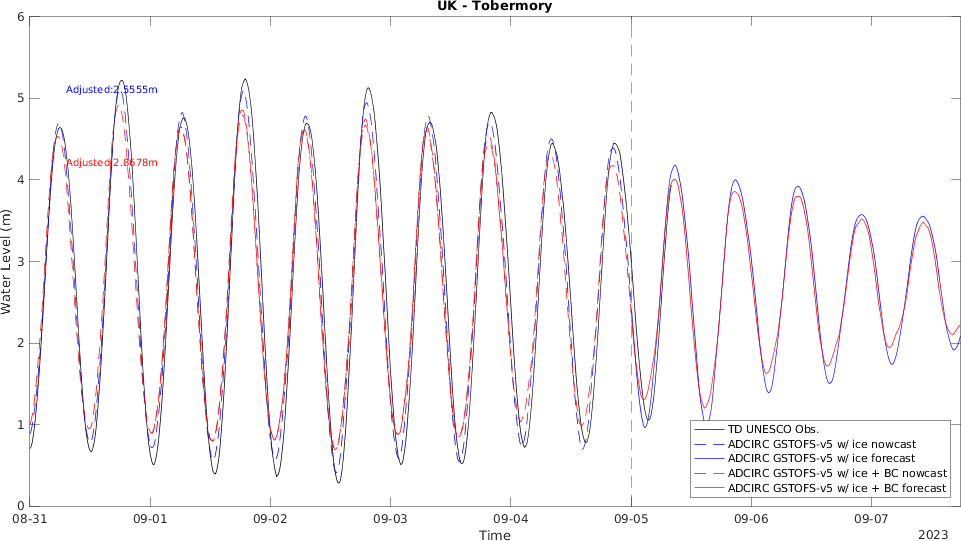 UK - Tobermory
6
5
4
3
2
1
0
Water Level (m)
Adjusted:2.5555m
Adjusted:2.8678m
TD UNESCO Obs.
ADCIRC GSTOFS-v5 w/ ice nowcast
ADCIRC GSTOFS-v5 w/ ice forecast
ADCIRC GSTOFS-v5 w/ ice + BC nowcast
ADCIRC GSTOFS-v5 w/ ice + BC forecast
08-31 09-01 09-02 09-03 09-04 09-05 09-06 09-07
Time
2023